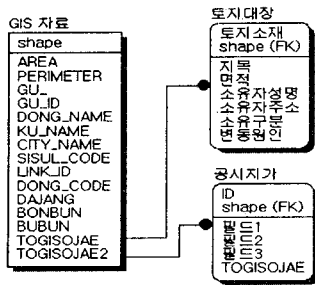 GIS 자료
shape
AREA
PERIMETER
GU_
GU_ID
DONG_NAME
KU_NAME
CITY_NAME
SISUL_CODE
LINK_ID
DONG_CODE
DAJANG
BONBUN
BUBUN
TOGISOJAE
TOGISOJAE2
토지대장
토지소재
shape (FK)
지목
면적
소유자성명
소유자주소
소유구분
변동원인
공시지가
ID
shape (FK)
필드1
필드2
필드3
TOGISOJAE